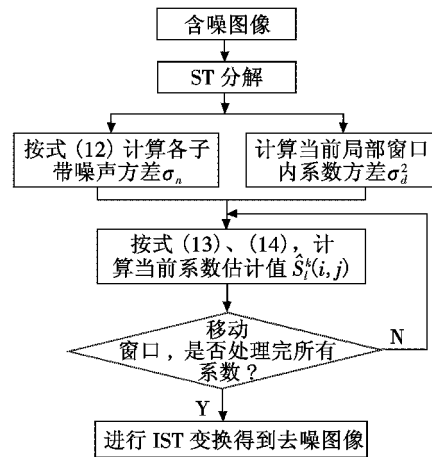 含噪图像
ST 分解
按式 (12) 计算各子
带噪声方差σₙ
计算当前局部窗口
内系数方差σ_d²
按式 (13)、(14)，计
算当前系数估计值 Ŝ_l^k(i,j)
移动
窗口，是否处理完所有
系数？
N
Y
进行 IST 变换得到去噪图像